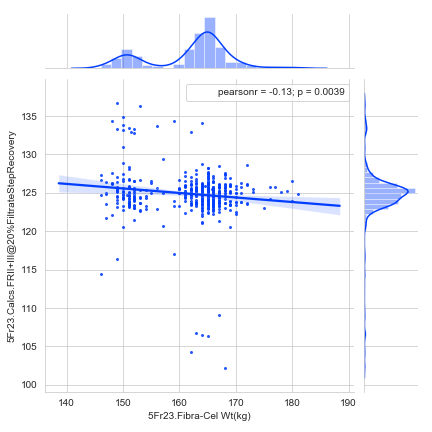 pearsonr = -0.13; p = 0.0039
5Fr23.Calcs.FRII+III@20%FiltrateStepRecovery
135
130
125
120
115
110
105
100
140 150 160 170 180 190
5Fr23.Fibra-Cel Wt(kg)